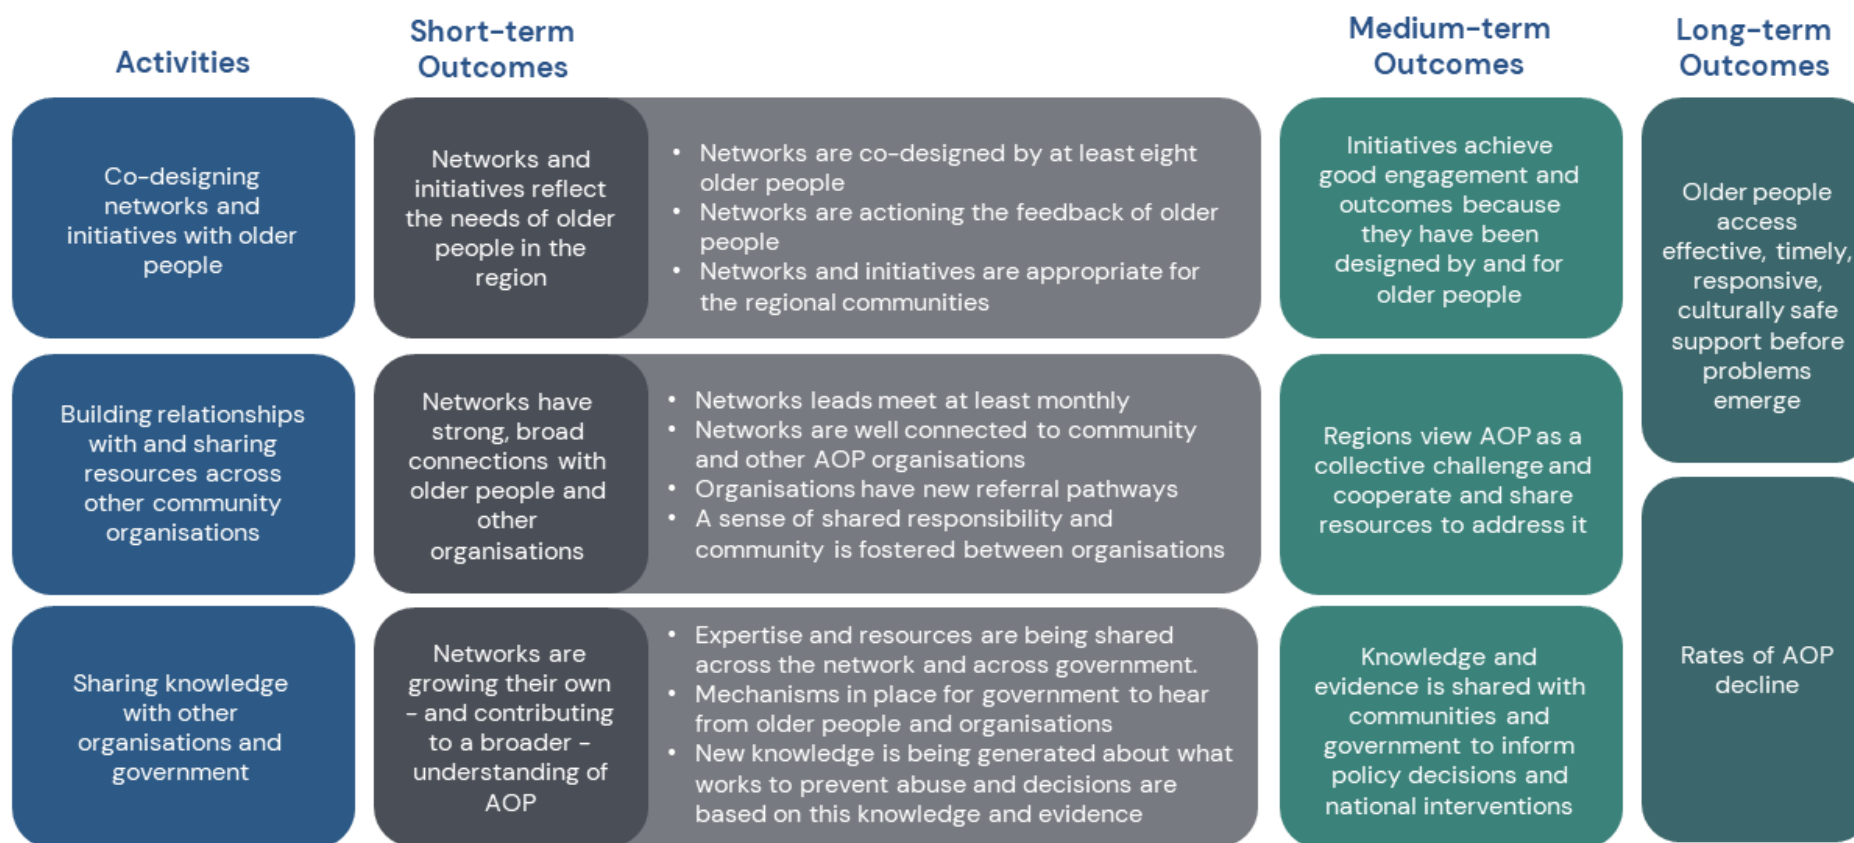 Activities
Short-term
Outcomes
Medium-term
Outcomes
Long-term
Outcomes
Co-designing
networks and
initiatives with older
people
Networks and
initiatives reflect
the needs of older
people in the
region
• Networks are co-designed by at least eight
older people
• Networks are actioning the feedback of older
people
• Networks and initiatives are appropriate for
the regional communities
Initiatives achieve
good engagement and
outcomes because
they have been
designed by and for
older people
Older people
access
effective, timely,
responsive,
culturally safe
support before
problems
emerge
Building relationships
with and sharing
resources across
other community
organisations
Networks have
strong, broad
connections with
older people and
other
organisations
• Networks leads meet at least monthly
• Networks are well connected to community
and other AOP organisations
• Organisations have new referral pathways
• A sense of shared responsibility and
community is fostered between organisations
Regions view AOP as a
collective challenge and
cooperate and share
resources to address it
Sharing knowledge
with other
organisations and
government
Networks are
growing their own
- and contributing
to a broader -
understanding of
AOP
• Expertise and resources are being shared
across the network and across government.
• Mechanisms in place for government to hear
from older people and organisations
• New knowledge is being generated about what
works to prevent abuse and decisions are
based on this knowledge and evidence
Knowledge and
evidence is shared with
communities and
government to inform
policy decisions and
national interventions
Rates of AOP
decline